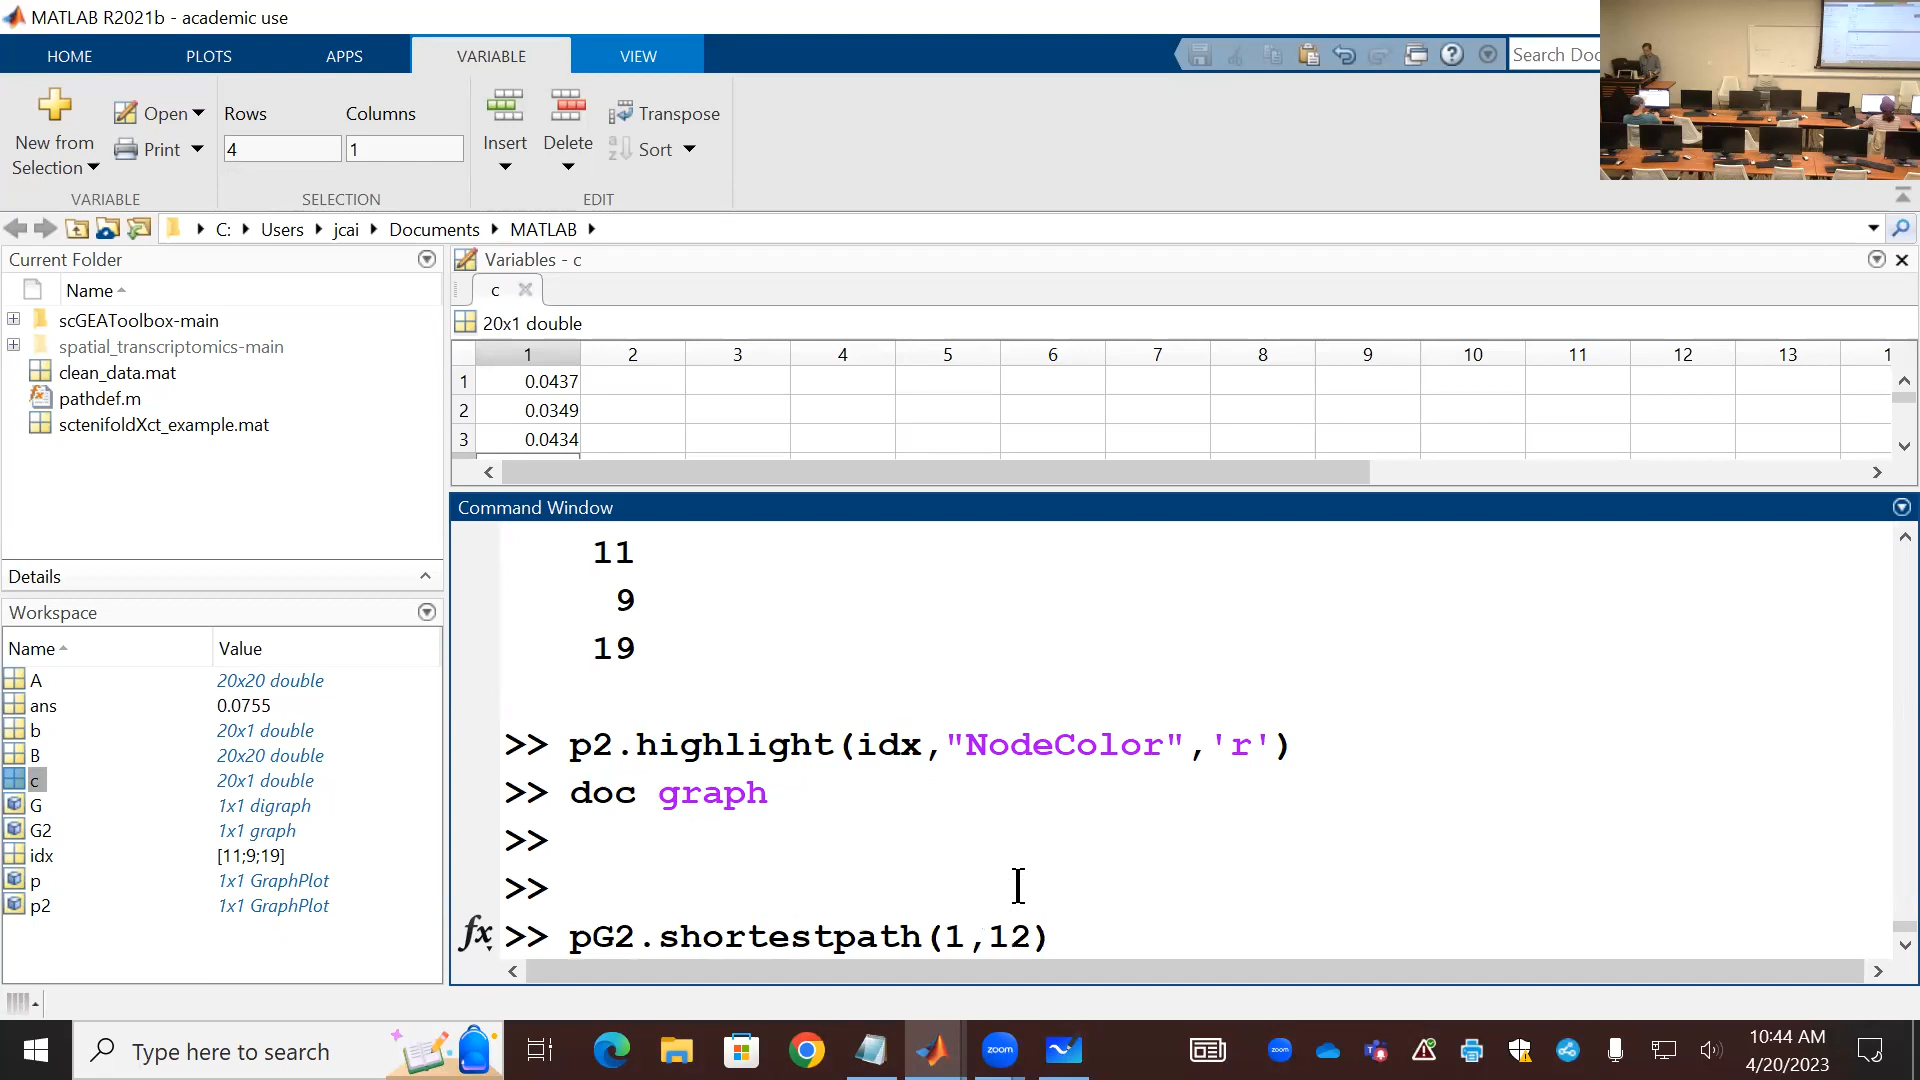 MATLAB R2021b - academic use
HOME PLOTS APPS VARIABLE VIEW
Search Doc
New from Selection
Open
Print
Rows Columns
4 1
Insert
Delete
Transpose
Sort
VARIABLE SELECTION EDIT
C: Users jcai Documents MATLAB
Current Folder
Name
scGEAToolbox-main
spatial_transcriptomics-main
clean_data.mat
pathdef.m
sctenifoldXct_example.mat
Details
Workspace
Name Value
A 20x20 double
ans 0.0755
b 20x1 double
B 20x20 double
c 20x1 double
G 1x1 digraph
G2 1x1 graph
idx [11;9;19]
p 1x1 GraphPlot
p2 1x1 GraphPlot
Variables - c
c
20x1 double
1 2 3 4 5 6 7 8 9 10 11 12 13 1
1 0.0437
2 0.0349
3 0.0434
Command Window
11
9
19
>> p2.highlight(idx,"NodeColor",'r')
>> doc graph
>>
>>
fx >> pG2.shortestpath(1,12)
Type here to search
zoom
zoom
10:44 AM
4/20/2023